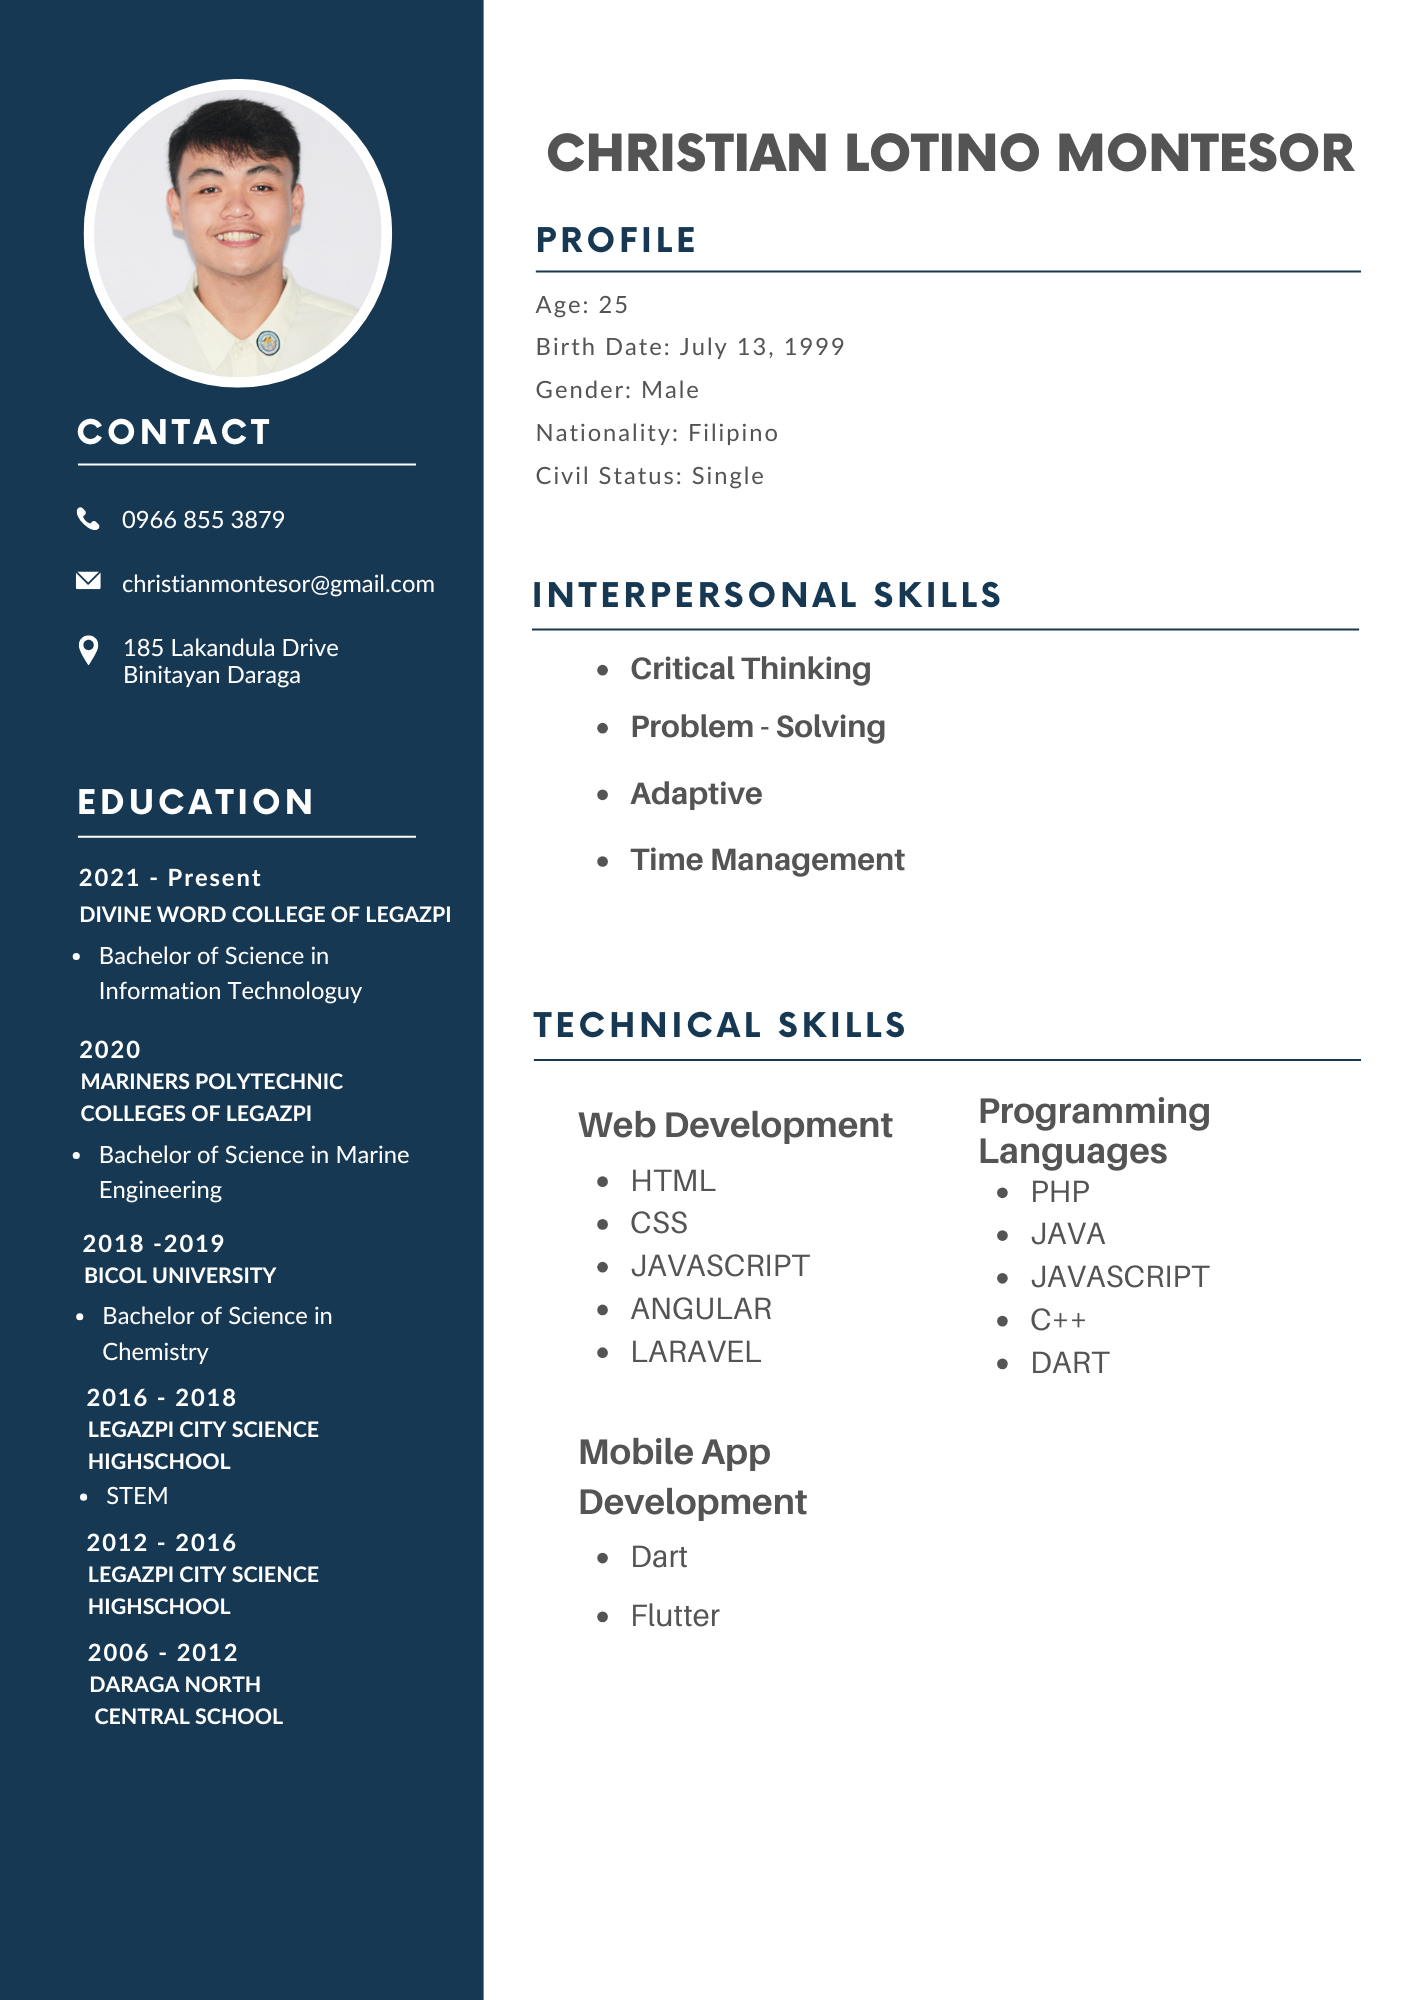 CHRISTIAN LOTINO MONTESOR
PROFILE
Age: 25
Birth Date: July 13, 1999
Gender: Male
Nationality: Filipino
Civil Status: Single
CONTACT
0966 855 3879
christianmontesor@gmail.com
185 Lakandula Drive
Binitayan Daraga
EDUCATION
2021 - Present
DIVINE WORD COLLEGE OF LEGAZPI
• Bachelor of Science in
Information Technologuy
2020
MARINERS POLYTECHNIC
COLLEGES OF LEGAZPI
• Bachelor of Science in Marine
Engineering
2018 -2019
BICOL UNIVERSITY
• Bachelor of Science in
Chemistry
2016 - 2018
LEGAZPI CITY SCIENCE
HIGHSCHOOL
• STEM
2012 - 2016
LEGAZPI CITY SCIENCE
HIGHSCHOOL
2006 - 2012
DARAGA NORTH
CENTRAL SCHOOL
INTERPERSONAL SKILLS
• Critical Thinking
• Problem - Solving
• Adaptive
• Time Management
TECHNICAL SKILLS
Web Development
• HTML
• CSS
• JAVASCRIPT
• ANGULAR
• LARAVEL
Programming
Languages
• PHP
• JAVA
• JAVASCRIPT
• C++
• DART
Mobile App
Development
• Dart
• Flutter